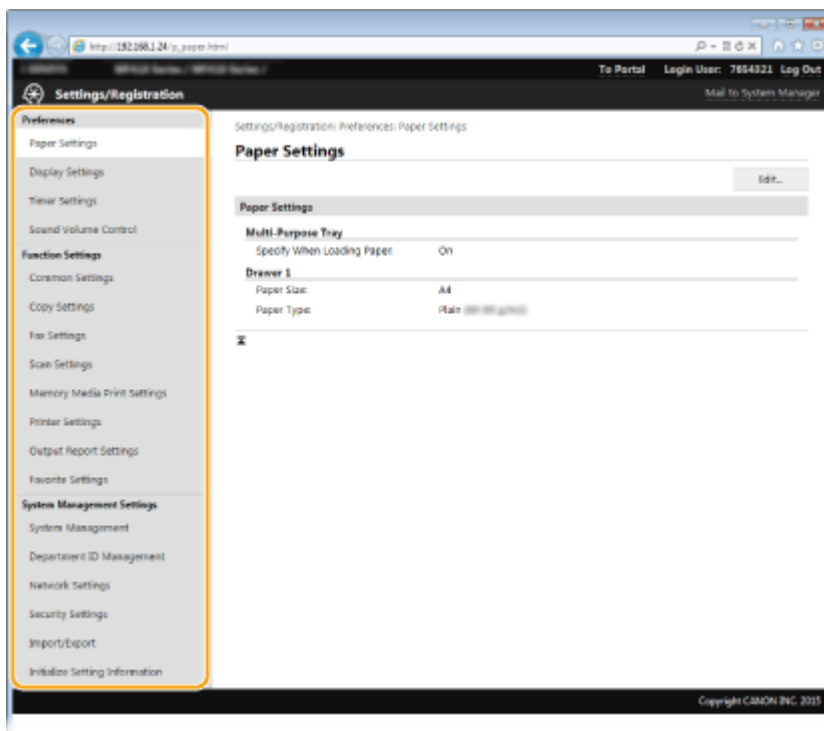 http://192.168.1.24/p_paper.html
To Portal Login User: 7654321 Log Out
Settings/Registration
Mail to System Manager
Preferences
Paper Settings
Display Settings
Timer Settings
Sound Volume Control
Function Settings
Common Settings
Copy Settings
Fax Settings
Scan Settings
Memory Media Print Settings
Printer Settings
Output Report Settings
Favorite Settings
System Management Settings
System Management
Department ID Management
Network Settings
Security Settings
Import/Export
Initialize Setting Information
Settings/Registration: Preferences: Paper Settings
Paper Settings
Edit...
Paper Settings
Multi-Purpose Tray
Specify When Loading Paper: On
Drawer 1
Paper Size: A4
Paper Type: Plain
Copyright CANON INC. 2015